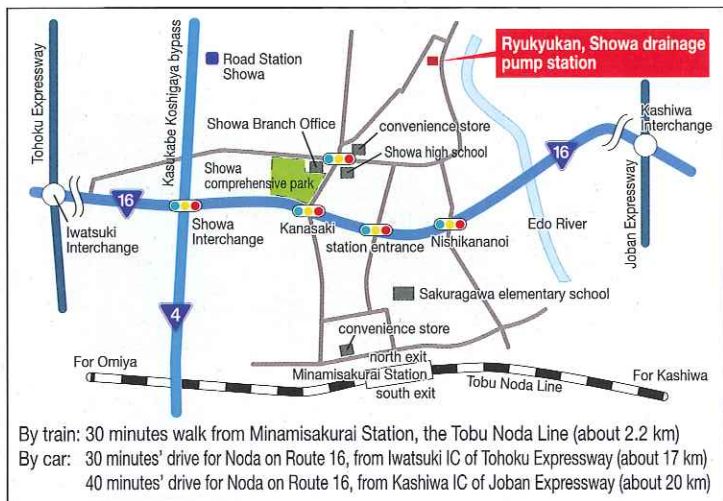 Tohoku Expressway
Kasukabe Koshigaya bypass
Road Station
Showa
Ryukyukan, Showa drainage
pump station
Kashiwa
Interchange
Showa Branch Office
convenience store
Showa high school
Showa
comprehensive park
16
16
Iwatsuki
Interchange
Showa
Interchange
Kanasaki
station entrance
Nishikananoi
Edo River
Joban Expressway
4
Sakuragawa elementary school
convenience store
north exit
For Omiya
Minamisakurai Station
south exit
Tobu Noda Line
For Kashiwa
By train: 30 minutes walk from Minamisakurai Station, the Tobu Noda Line (about 2.2 km)
By car: 30 minutes' drive for Noda on Route 16, from Iwatsuki IC of Tohoku Expressway (about 17 km)
40 minutes' drive for Noda on Route 16, from Kashiwa IC of Joban Expressway (about 20 km)